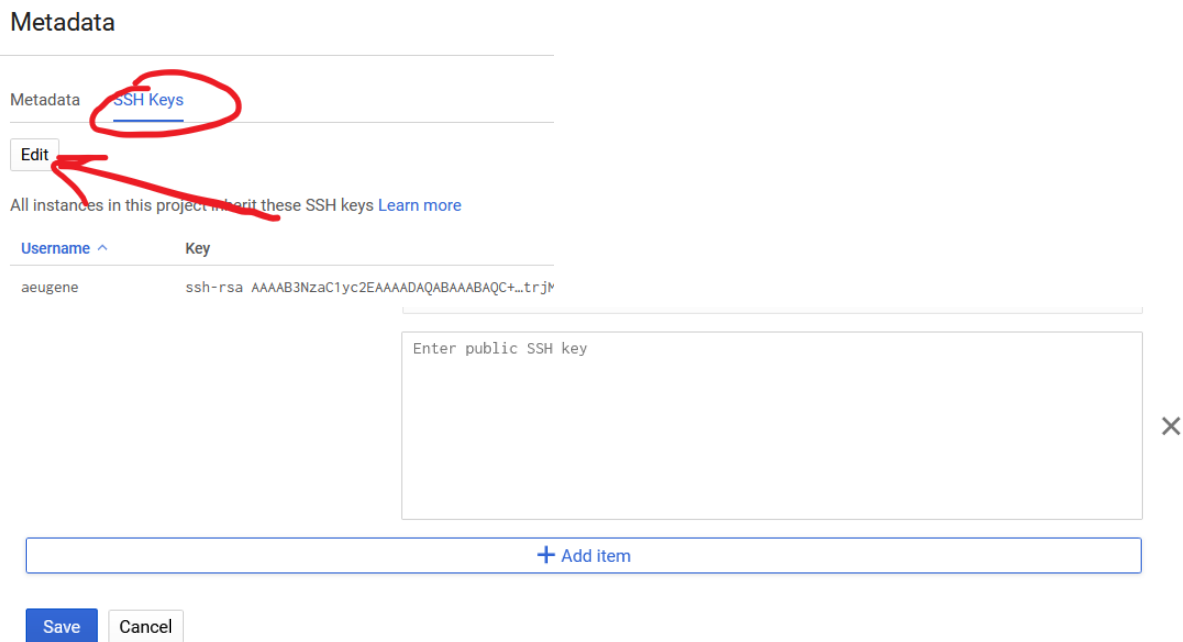 Metadata
Metadata SSH Keys
Edit
All instances in this project inherit these SSH keys Learn more
Username Key
aeugene ssh-rsa AAAAB3NzaC1yc2EAAAADAQABAAABAQC+…trjM
Enter public SSH key
Add item
Save Cancel